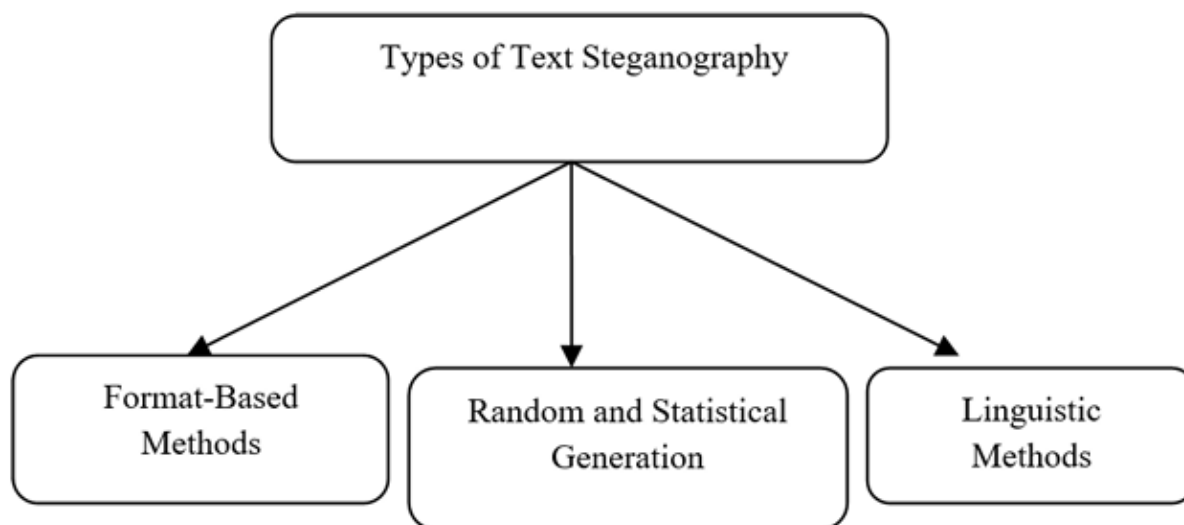 Types of Text Steganography
Format-Based
Methods
Random and Statistical
Generation
Linguistic
Methods